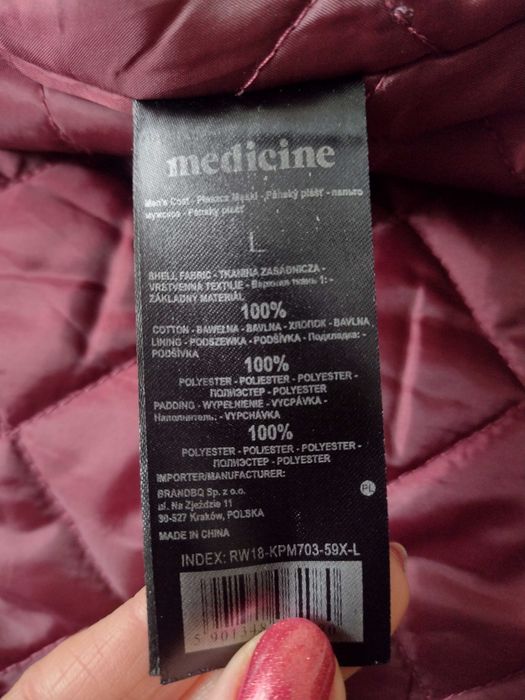 medicine
Men's Coat - Płaszcz Męski - Pánský plášť - пальто
мужское - Pánsky plášť
L
SHELL FABRIC - TKANINA ZASADNICZA -
VRSTVENNÁ TEXTILIE - Верхняя ткань 1: -
ZÁKLADNÝ MATERIÁL
100%
COTTON - BAWEŁNA - BAVLNA - ХЛОПОК - BAVLNA
LINING - PODSZEWKA - PODŠÍVKA - Подкладка: -
PODŠÍVKA
100%
POLYESTER - POLIESTER - POLYESTER -
ПОЛИЭСТЕР - POLYESTER
PADDING - WYPEŁNIENIE - VYCPÁVKA -
Наполнитель: - VYPCHÁVKA
100%
POLYESTER - POLIESTER - POLYESTER -
ПОЛИЭСТЕР - POLYESTER
IMPORTER/MANUFACTURER:
BRANDBQ Sp. z o.o.
ul. Na Zjeździe 11
30-527 Kraków, POLSKA
PL
MADE IN CHINA
INDEX: RW18-KPM703-59X-L